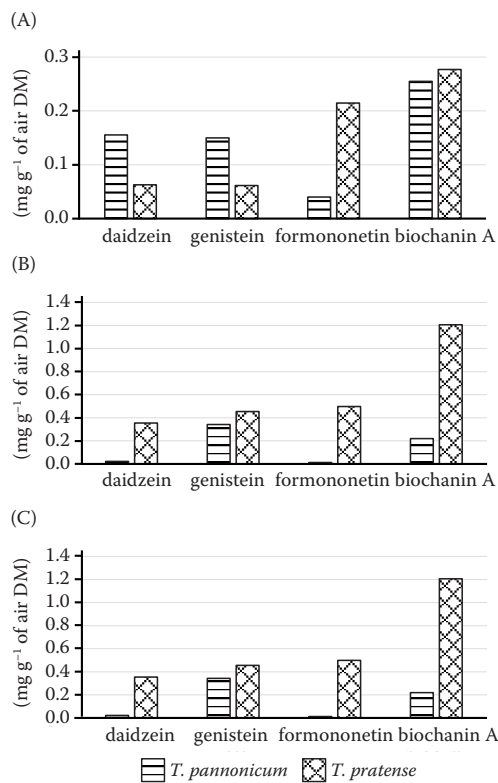 (A)
(mg g⁻¹ of air DM)
0.3
0.2
0.1
0.0
daidzein genistein formononetin biochanin A
(B)
(mg g⁻¹ of air DM)
1.4
1.2
1.0
0.8
0.6
0.4
0.2
0.0
daidzein genistein formononetin biochanin A
(C)
(mg g⁻¹ of air DM)
1.4
1.2
1.0
0.8
0.6
0.4
0.2
0.0
daidzein genistein formononetin biochanin A
T. pannonicum T. pratense